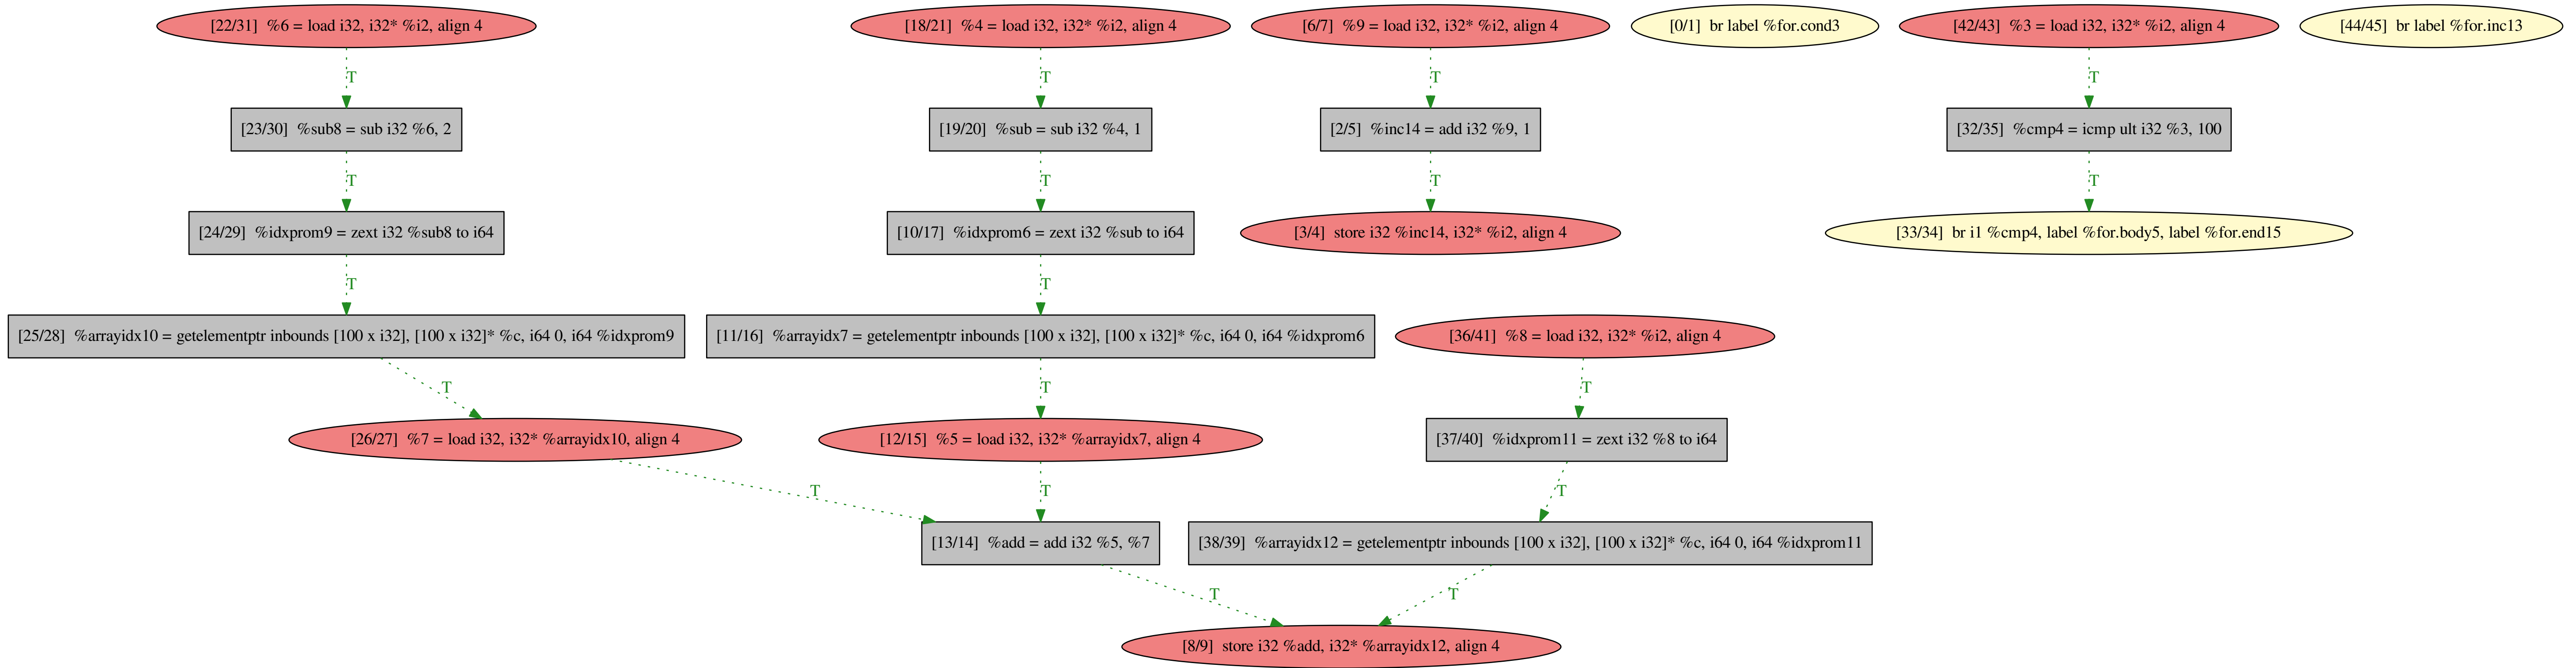 [22/31]  %6 = load i32, i32* %i2, align 4
[18/21]  %4 = load i32, i32* %i2, align 4
[6/7]  %9 = load i32, i32* %i2, align 4
[0/1]  br label %for.cond3
[42/43]  %3 = load i32, i32* %i2, align 4
[44/45]  br label %for.inc13
T
T
T
T
[23/30]  %sub8 = sub i32 %6, 2
[19/20]  %sub = sub i32 %4, 1
[2/5]  %inc14 = add i32 %9, 1
[32/35]  %cmp4 = icmp ult i32 %3, 100
T
T
T
T
[24/29]  %idxprom9 = zext i32 %sub8 to i64
[10/17]  %idxprom6 = zext i32 %sub to i64
[3/4]  store i32 %inc14, i32* %i2, align 4
[33/34]  br i1 %cmp4, label %for.body5, label %for.end15
T
T
[25/28]  %arrayidx10 = getelementptr inbounds [100 x i32], [100 x i32]* %c, i64 0, i64 %idxprom9
[11/16]  %arrayidx7 = getelementptr inbounds [100 x i32], [100 x i32]* %c, i64 0, i64 %idxprom6
[36/41]  %8 = load i32, i32* %i2, align 4
T
T
T
[26/27]  %7 = load i32, i32* %arrayidx10, align 4
[12/15]  %5 = load i32, i32* %arrayidx7, align 4
[37/40]  %idxprom11 = zext i32 %8 to i64
T
T
T
[13/14]  %add = add i32 %5, %7
[38/39]  %arrayidx12 = getelementptr inbounds [100 x i32], [100 x i32]* %c, i64 0, i64 %idxprom11
T
T
[8/9]  store i32 %add, i32* %arrayidx12, align 4